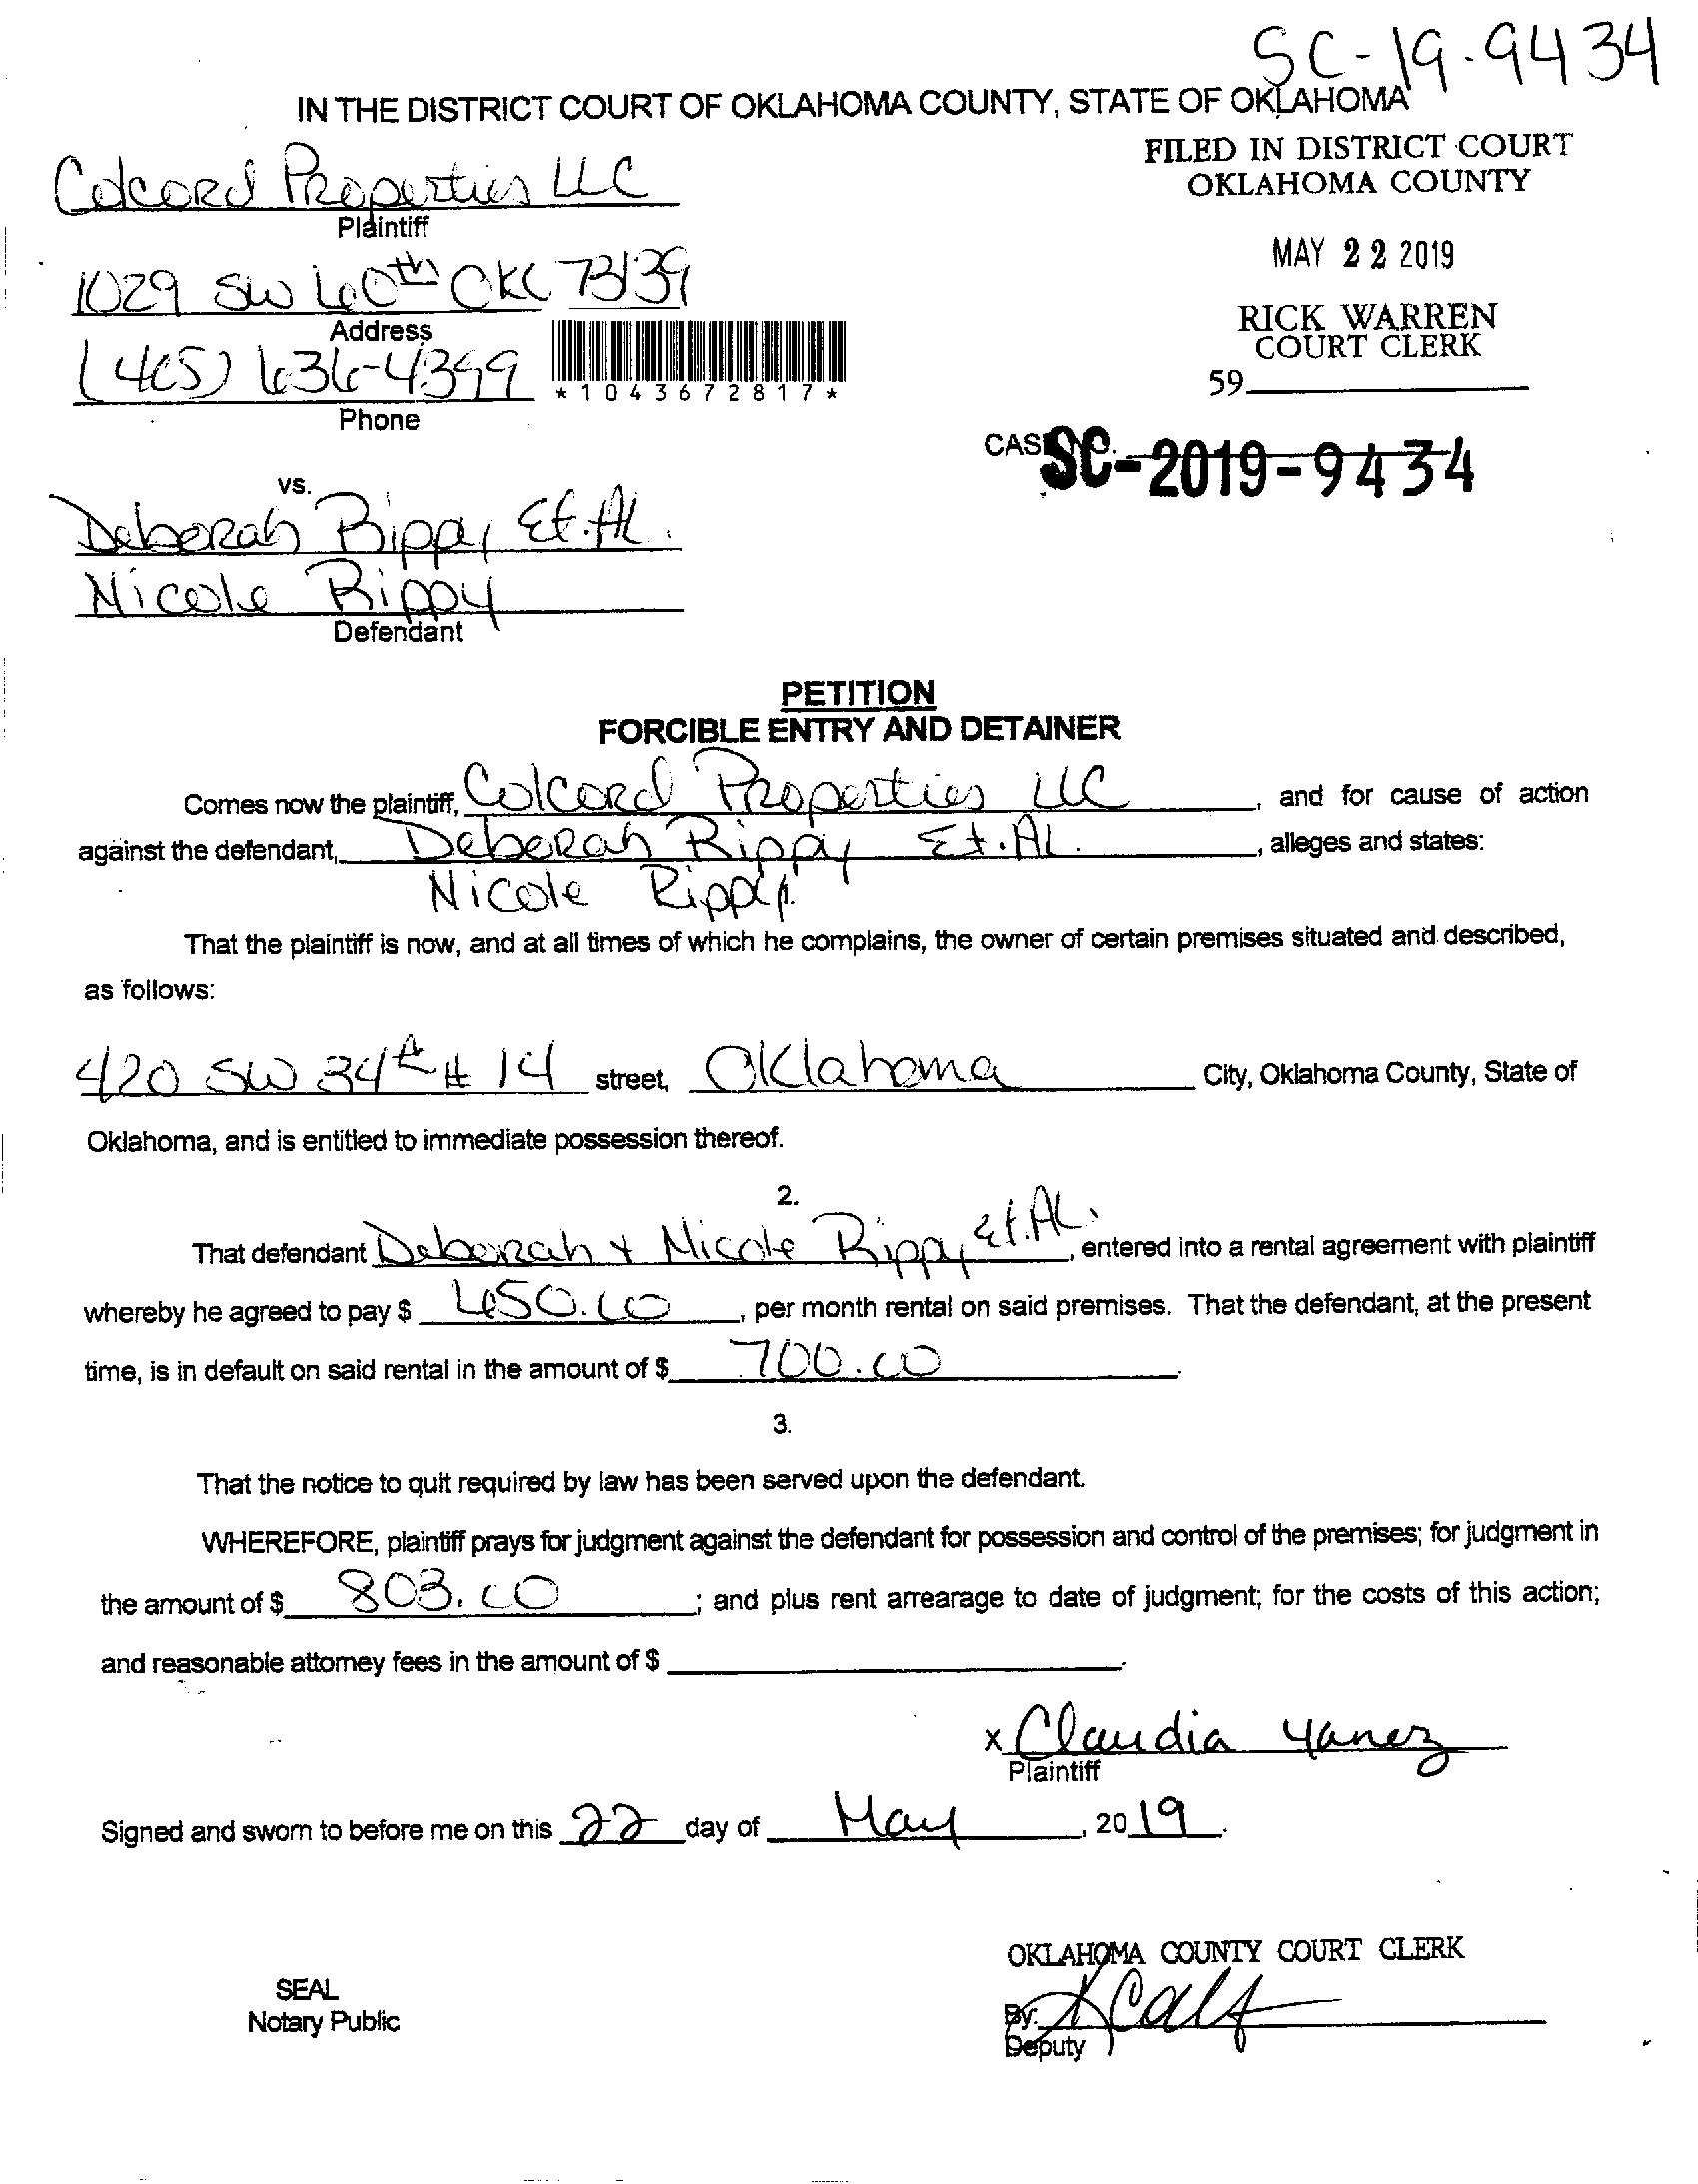 SC-19-9434
IN THE DISTRICT COURT OF OKLAHOMA COUNTY, STATE OF OKLAHOMA
FILED IN DISTRICT COURT
OKLAHOMA COUNTY
MAY 22 2019
RICK WARREN
COURT CLERK
59
Colcord Properties LLC
Plaintiff
1029 SW 60th OKC 73139
Address
(405) 636-4399
Phone
*1043672817*
CASE NO. SC-2019-9434
vs.
Deborah Rippy Et. Al.
Nicole Rippy
Defendant
PETITION
FORCIBLE ENTRY AND DETAINER
Comes now the plaintiff, Colcord Properties LLC, and for cause of action
against the defendant, Deborah Rippy Et. Al., alleges and states:
Nicole Rippy
That the plaintiff is now, and at all times of which he complains, the owner of certain premises situated and described,
as follows:
420 SW 34th # 14 street, Oklahoma City, Oklahoma County, State of
Oklahoma, and is entitled to immediate possession thereof.
2.
That defendant Deborah + Nicole Rippy Et. Al., entered into a rental agreement with plaintiff
whereby he agreed to pay $ 650.00, per month rental on said premises. That the defendant, at the present
time, is in default on said rental in the amount of $ 700.00.
3.
That the notice to quit required by law has been served upon the defendant.
WHEREFORE, plaintiff prays for judgment against the defendant for possession and control of the premises; for judgment in
the amount of $ 803.00; and plus rent arrearage to date of judgment; for the costs of this action;
and reasonable attorney fees in the amount of $
x Claudia Yanez
Plaintiff
Signed and sworn to before me on this 22 day of May, 2019.
OKLAHOMA COUNTY COURT CLERK
SEAL
Notary Public
By:
Deputy